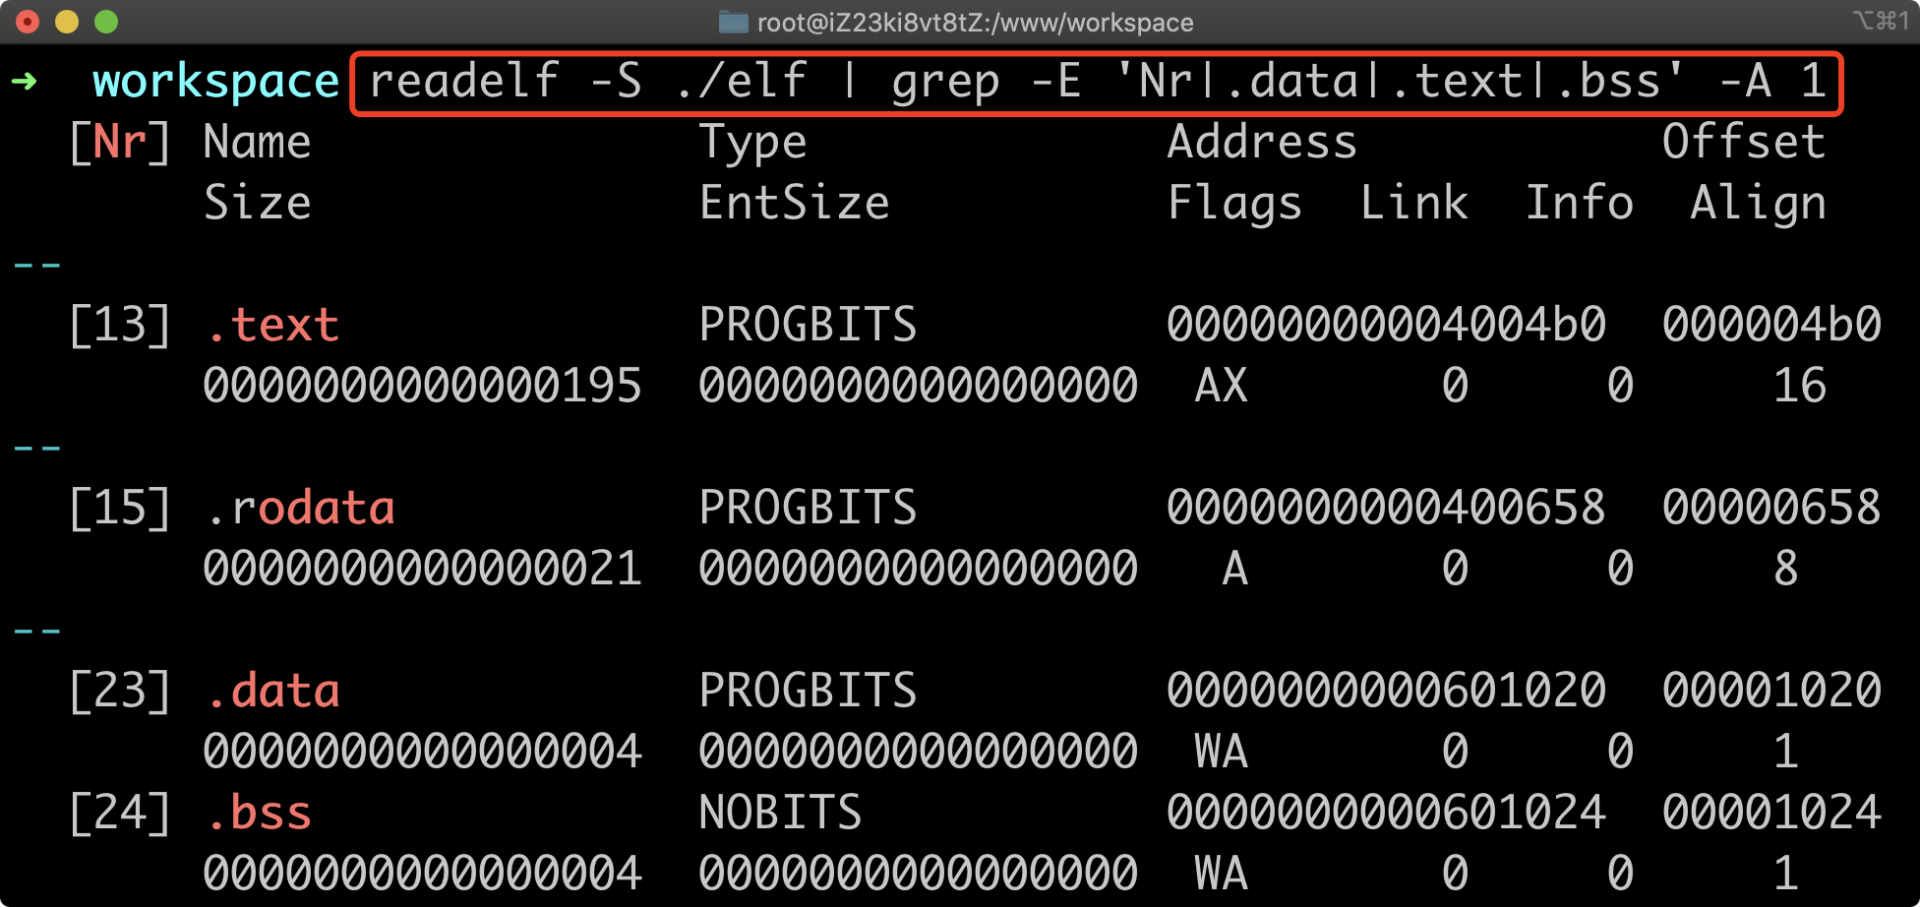 root@iZ23ki8vt8tZ:/www/workspace ⌥⌘1
➜ workspace readelf -S ./elf | grep -E 'Nr|.data|.text|.bss' -A 1
[Nr] Name Type Address Offset
Size EntSize Flags Link Info Align
--
[13] .text PROGBITS 00000000004004b0 000004b0
0000000000000195 0000000000000000 AX 0 0 16
--
[15] .rodata PROGBITS 0000000000400658 00000658
0000000000000021 0000000000000000 A 0 0 8
--
[23] .data PROGBITS 0000000000601020 00001020
0000000000000004 0000000000000000 WA 0 0 1
[24] .bss NOBITS 0000000000601024 00001024
0000000000000004 0000000000000000 WA 0 0 1